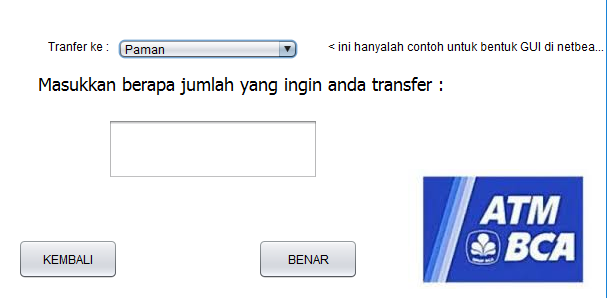 Tranfer ke :
Paman
< ini hanyalah contoh untuk bentuk GUI di netbea...
Masukkan berapa jumlah yang ingin anda transfer :
ATM
BCA
KEMBALI
BENAR